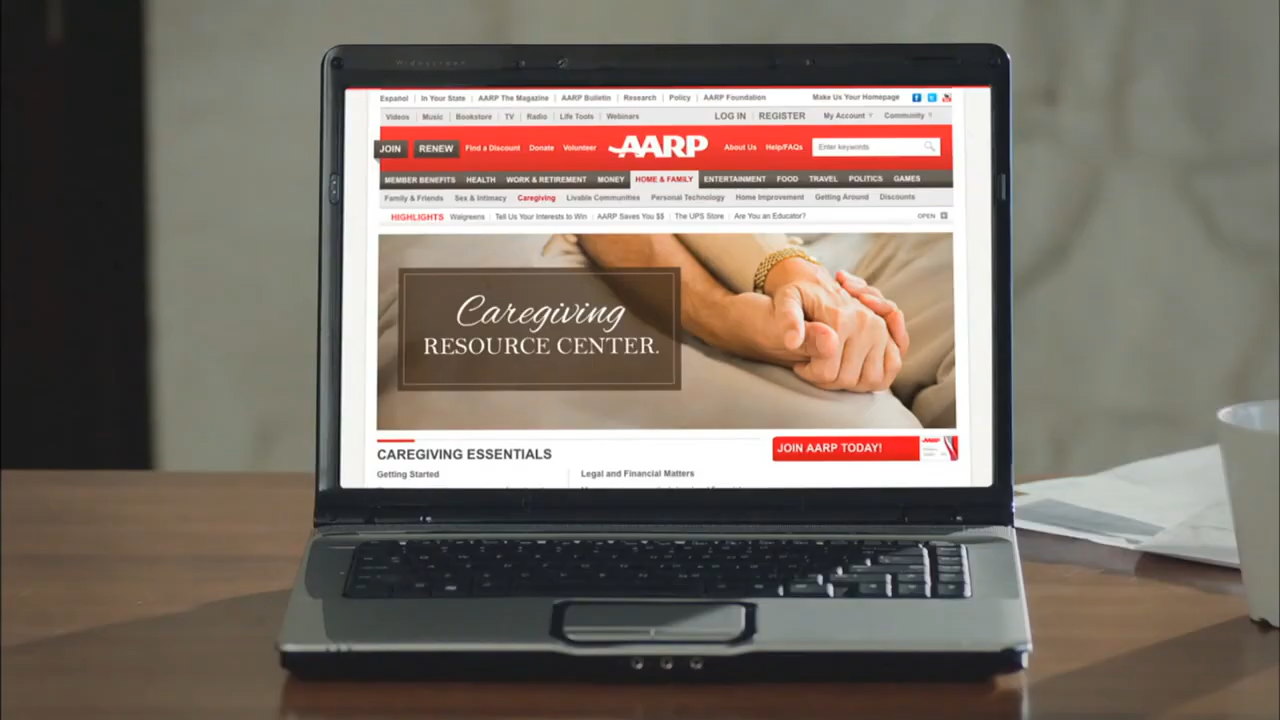 Widescreen
Español | In Your State | AARP The Magazine | AARP Bulletin | Research | Policy | AARP Foundation Make Us Your Homepage
Videos | Music | Bookstore | TV | Radio | Life Tools | Webinars LOG IN | REGISTER My Account Community
JOIN RENEW Find a Discount Donate Volunteer AARP About Us Help/FAQs Enter keywords
MEMBER BENEFITS HEALTH WORK & RETIREMENT MONEY HOME & FAMILY ENTERTAINMENT FOOD TRAVEL POLITICS GAMES
Family & Friends Sex & Intimacy Caregiving Livable Communities Personal Technology Home Improvement Getting Around Discounts
HIGHLIGHTS Walgreens | Tell Us Your Interests to Win | AARP Saves You $$ | The UPS Store | Are You an Educator? OPEN
Caregiving
RESOURCE CENTER.
JOIN AARP TODAY!
CAREGIVING ESSENTIALS
Getting Started Legal and Financial Matters